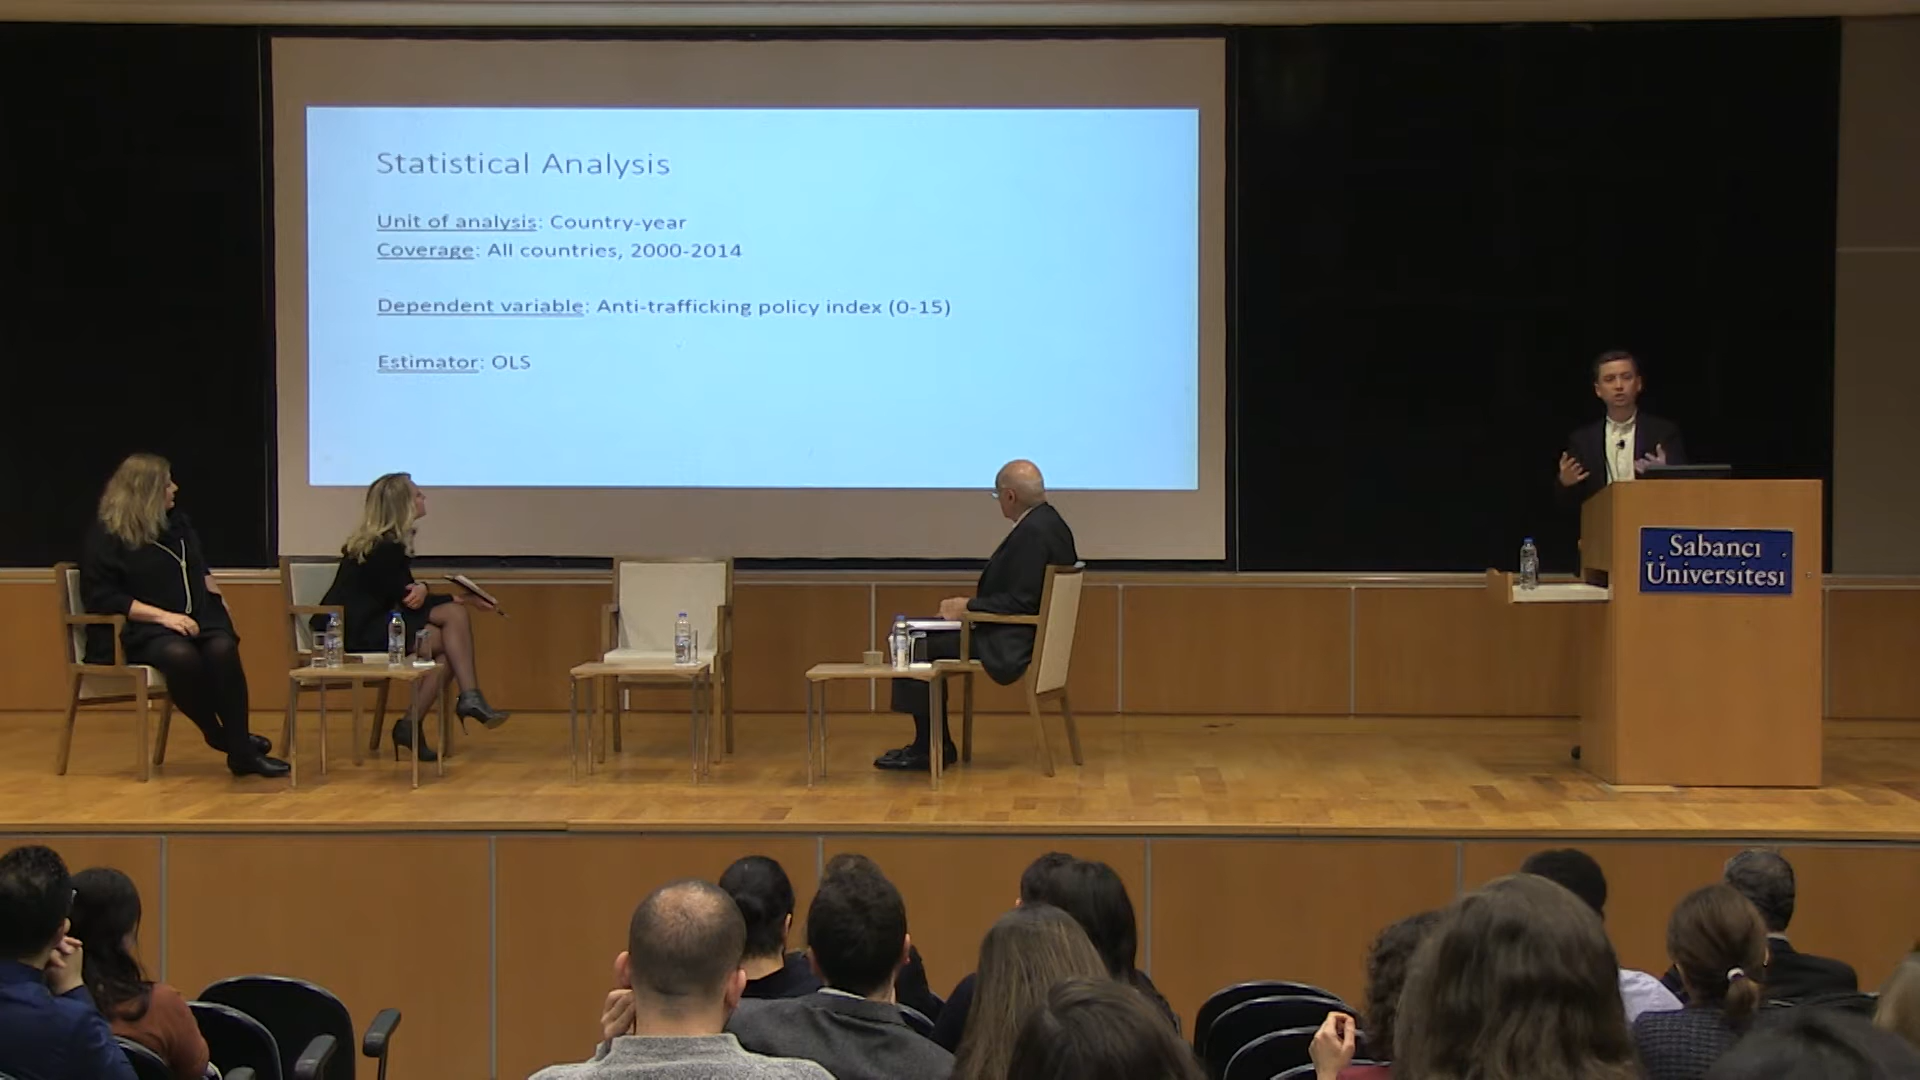 Statistical Analysis
Unit of analysis: Country-year
Coverage: All countries, 2000-2014
Dependent variable: Anti-trafficking policy index (0-15)
Estimator: OLS
Sabancı
Üniversitesi